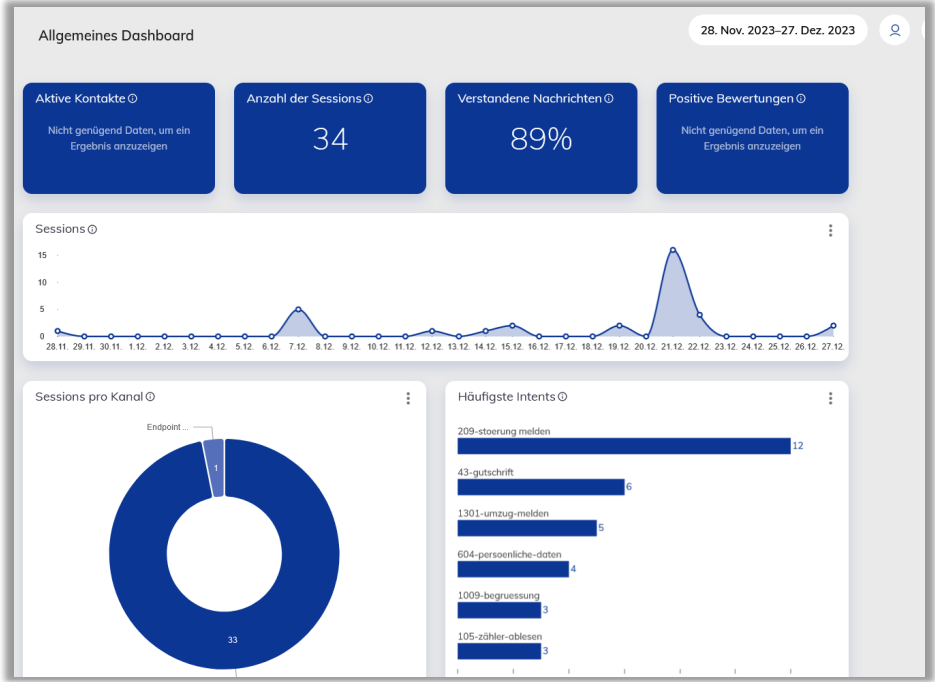 Allgemeines Dashboard
28. Nov. 2023–27. Dez. 2023
Aktive Kontakte
Nicht genügend Daten, um ein
Ergebnis anzuzeigen
Anzahl der Sessions
34
Verstandene Nachrichten
89%
Positive Bewertungen
Nicht genügend Daten, um ein
Ergebnis anzuzeigen
Sessions
15
10
5
0
28.11. 29.11. 30.11. 1.12. 2.12. 3.12. 4.12. 5.12. 6.12. 7.12. 8.12. 9.12. 10.12. 11.12. 12.12. 13.12. 14.12. 15.12. 16.12. 17.12. 18.12. 19.12. 20.12. 21.12. 22.12. 23.12. 24.12. 25.12. 26.12. 27.12.
Sessions pro Kanal
Endpoint ...
1
33
Häufigste Intents
209-stoerung melden
12
43-gutschrift
6
1301-umzug-melden
5
604-persoenliche-daten
4
1009-begruessung
3
105-zähler-ablesen
3